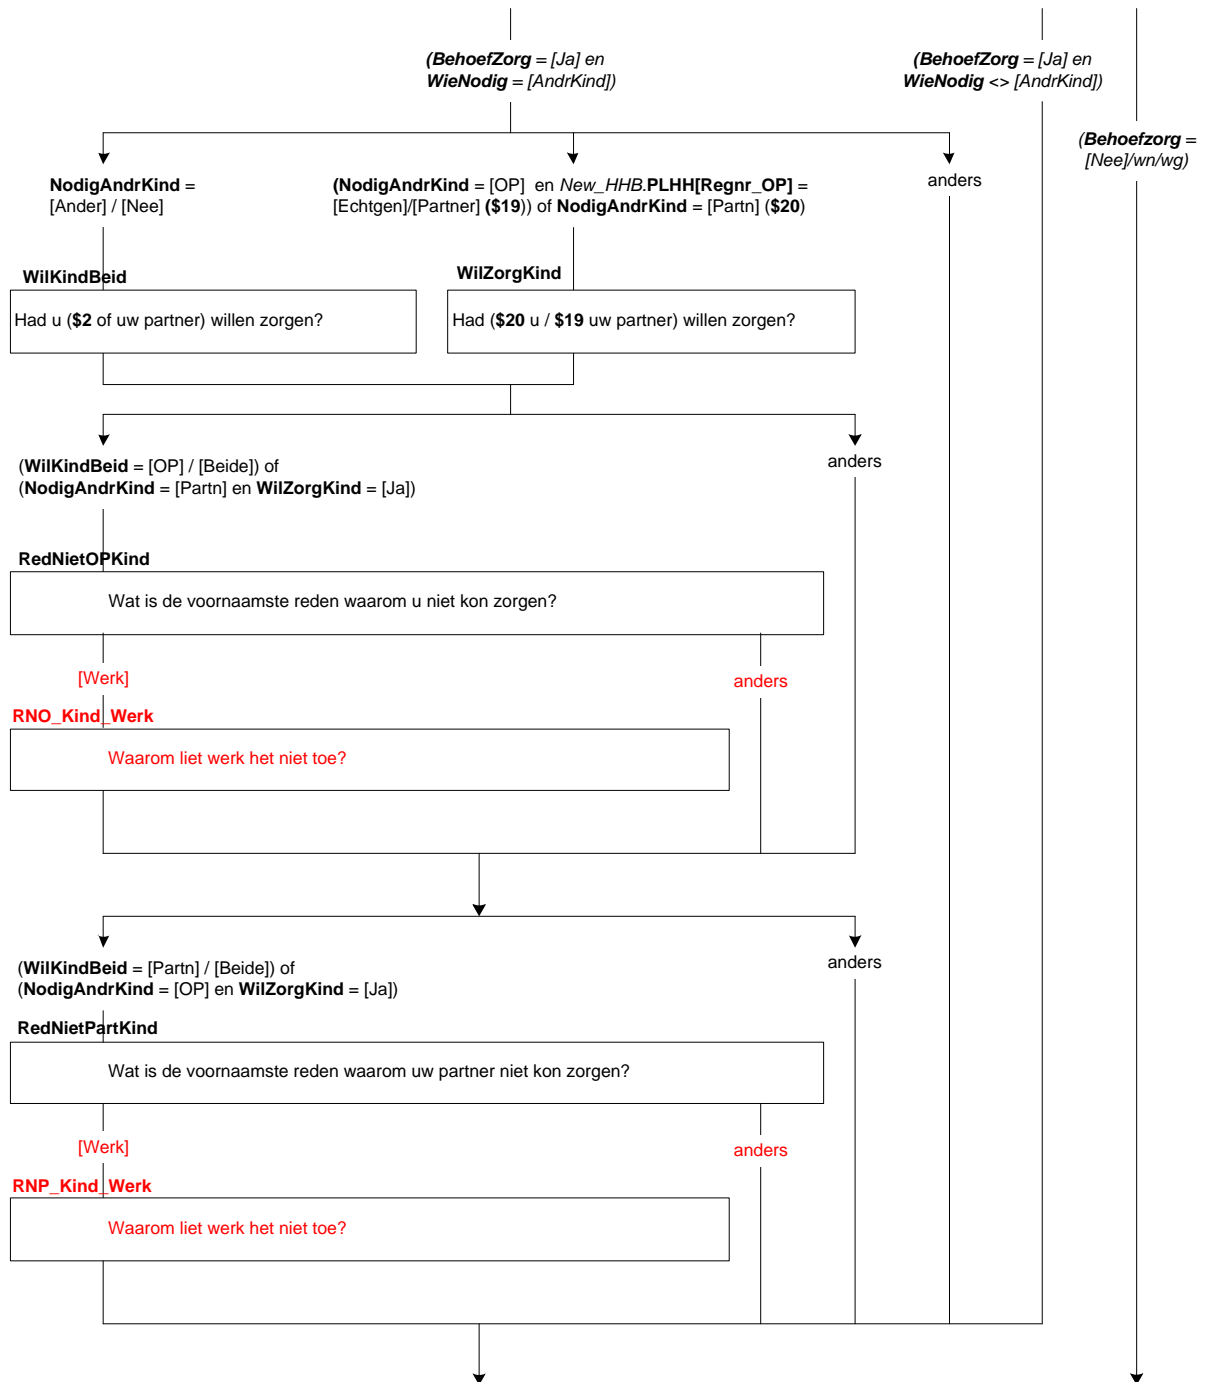 (BehoefZorg = [Ja] en
WieNodig = [AndrKind])
(BehoefZorg = [Ja] en
WieNodig <> [AndrKind])
(Behoefzorg =
[Nee]/wn/wg)
NodigAndrKind =
[Ander] / [Nee]
(NodigAndrKind = [OP] en New_HHB.PLHH[Regnr_OP] =
[Echtgen]/[Partner] ($19)) of NodigAndrKind = [Partn] ($20)
anders
WilKindBeid
Had u ($2 of uw partner) willen zorgen?
WilZorgKind
Had ($20 u / $19 uw partner) willen zorgen?
(WilKindBeid = [OP] / [Beide]) of
(NodigAndrKind = [Partn] en WilZorgKind = [Ja])
anders
RedNietOPKind
Wat is de voornaamste reden waarom u niet kon zorgen?
[Werk]
anders
RNO_Kind_Werk
Waarom liet werk het niet toe?
(WilKindBeid = [Partn] / [Beide]) of
(NodigAndrKind = [OP] en WilZorgKind = [Ja])
anders
RedNietPartKind
Wat is de voornaamste reden waarom uw partner niet kon zorgen?
[Werk]
anders
RNP_Kind_Werk
Waarom liet werk het niet toe?